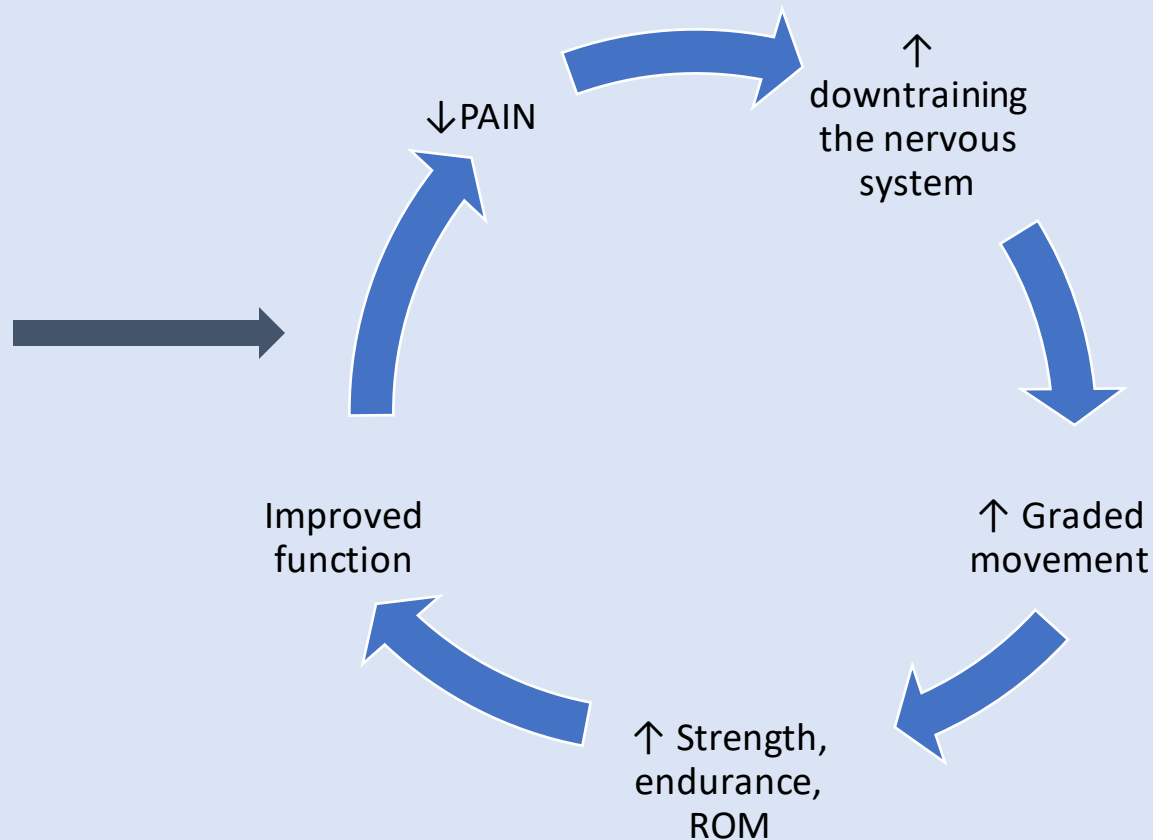 ↓PAIN
↑
downtraining
the nervous
system
↑ Graded
movement
↑ Strength,
endurance,
ROM
Improved
function